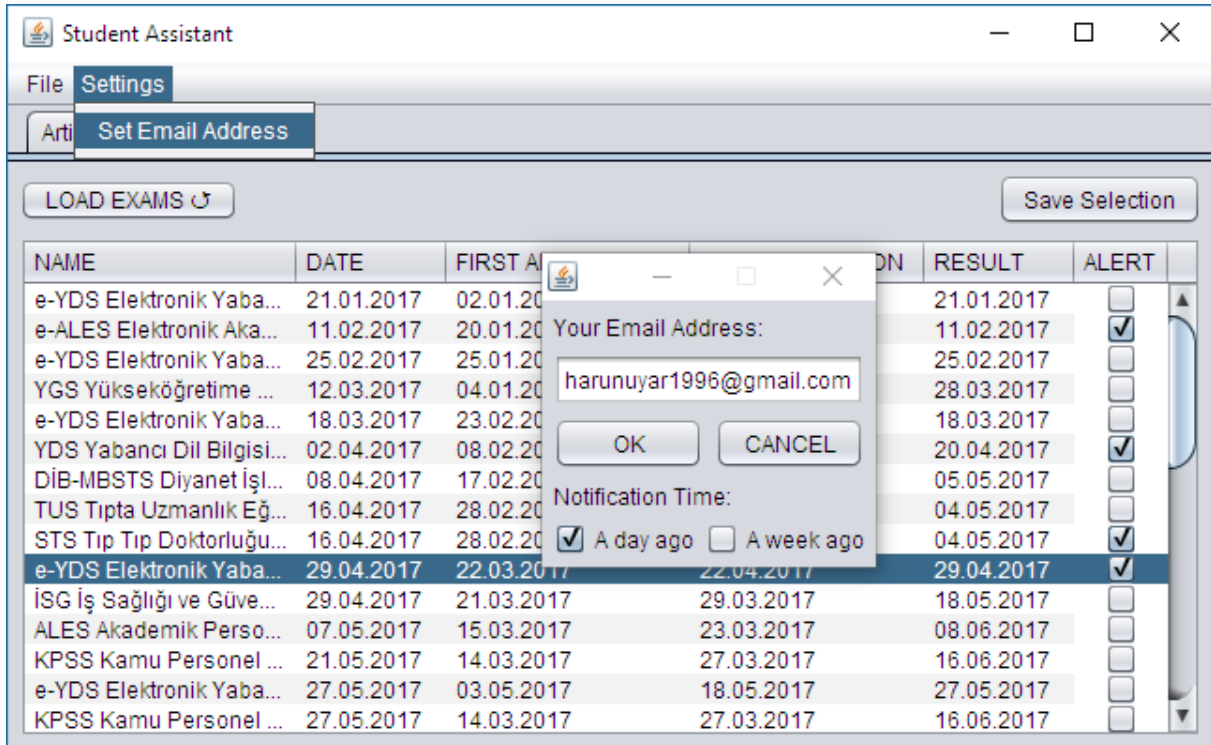 Student Assistant
File Settings
Arti Set Email Address
LOAD EXAMS Save Selection
NAME DATE FIRST A ON RESULT ALERT
e-YDS Elektronik Yaba... 21.01.2017 02.01.20 21.01.2017
e-ALES Elektronik Aka... 11.02.2017 20.01.20 11.02.2017
e-YDS Elektronik Yaba... 25.02.2017 25.01.20 25.02.2017
YGS Yükseköğretime ... 12.03.2017 04.01.20 28.03.2017
e-YDS Elektronik Yaba... 18.03.2017 23.02.20 18.03.2017
YDS Yabancı Dil Bilgisi... 02.04.2017 08.02.20 20.04.2017
DİB-MBSTS Diyanet İşl... 08.04.2017 17.02.20 05.05.2017
TUS Tıpta Uzmanlık Eğ... 16.04.2017 28.02.20 04.05.2017
STS Tıp Tıp Doktorluğu... 16.04.2017 28.02.20 04.05.2017
e-YDS Elektronik Yaba... 29.04.2017 22.03.2017 22.04.2017 29.04.2017
İSG İş Sağlığı ve Güve... 29.04.2017 21.03.2017 29.03.2017 18.05.2017
ALES Akademik Perso... 07.05.2017 15.03.2017 23.03.2017 08.06.2017
KPSS Kamu Personel ... 21.05.2017 14.03.2017 27.03.2017 16.06.2017
e-YDS Elektronik Yaba... 27.05.2017 03.05.2017 18.05.2017 27.05.2017
KPSS Kamu Personel ... 27.05.2017 14.03.2017 27.03.2017 16.06.2017
Your Email Address:
harunuyar1996@gmail.com
OK CANCEL
Notification Time:
A day ago A week ago